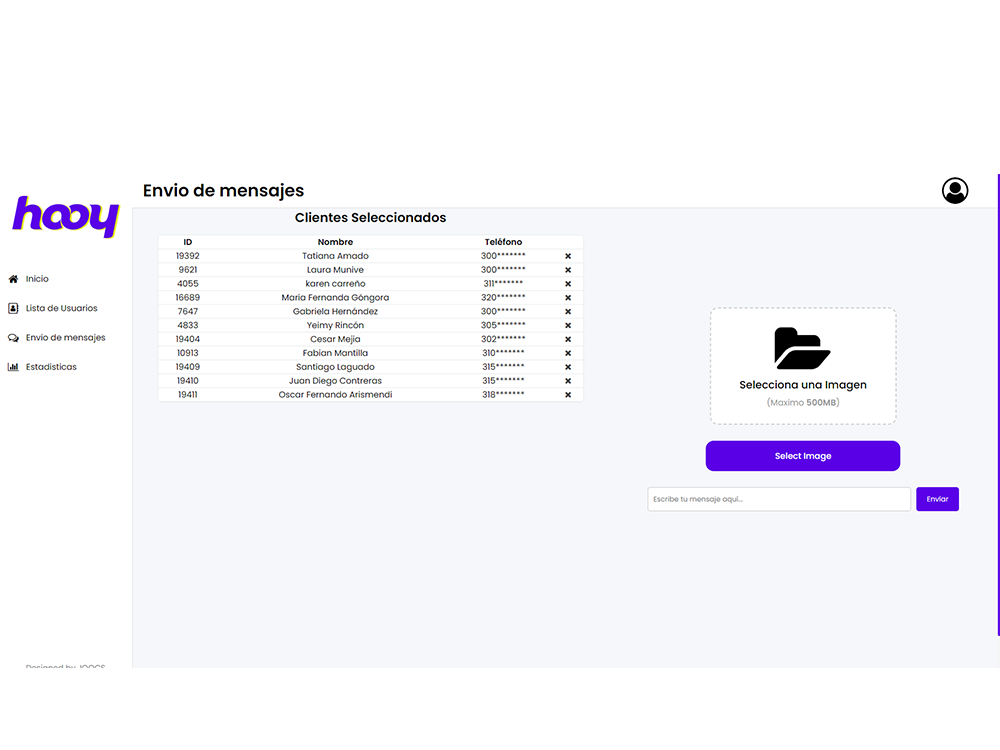 hooy
Inicio
Lista de Usuarios
Envio de mensajes
Estadisticas
Envio de mensajes
Clientes Seleccionados
ID Nombre Teléfono
19392 Tatiana Amado 300*******
9621 Laura Munive 300*******
4055 karen carreño 311*******
16689 Maria Fernanda Góngora 320*******
7647 Gabriela Hernández 300*******
4833 Yeimy Rincón 305*******
19404 Cesar Mejia 302*******
10913 Fabian Mantilla 310*******
19409 Santiago Laguado 315*******
19410 Juan Diego Contreras 315*******
19411 Oscar Fernando Arismendi 318*******
Selecciona una Imagen
(Maximo 500MB)
Select Image
Escribe tu mensaje aquí...
Enviar
Designed by